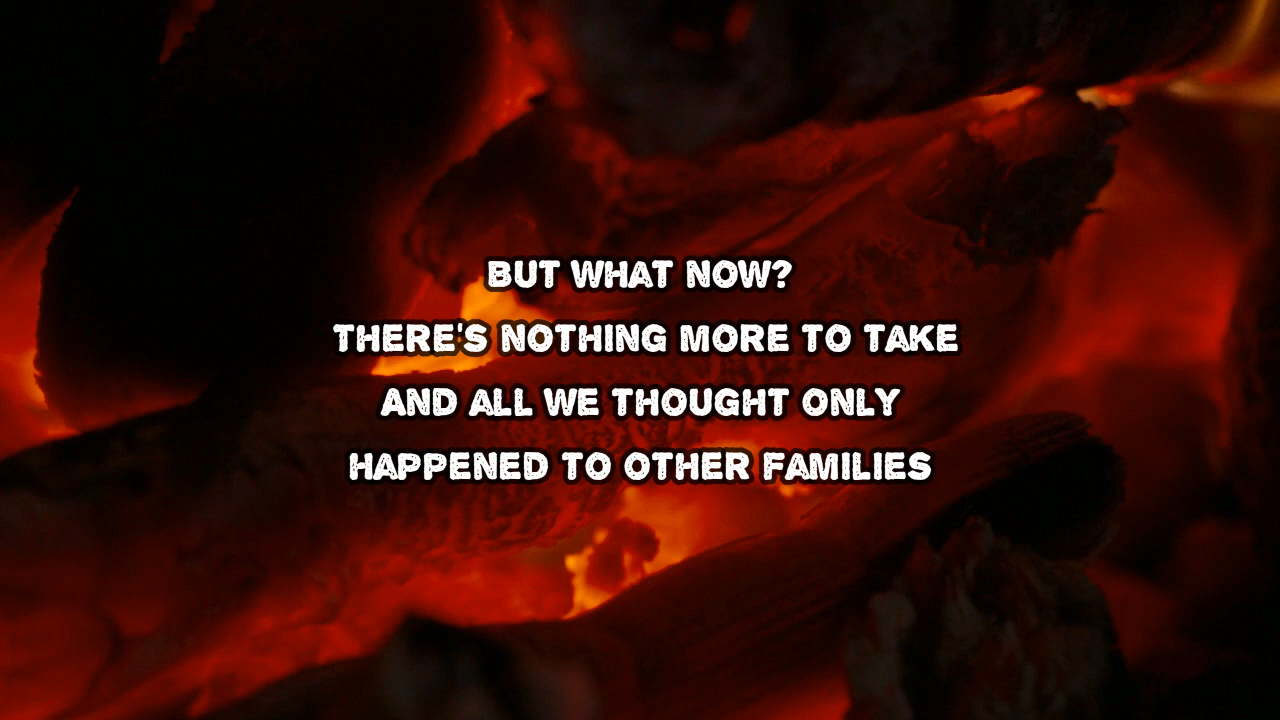 BUT WHAT NOW?
THERE'S NOTHING MORE TO TAKE
AND ALL WE THOUGHT ONLY
HAPPENED TO OTHER FAMILIES